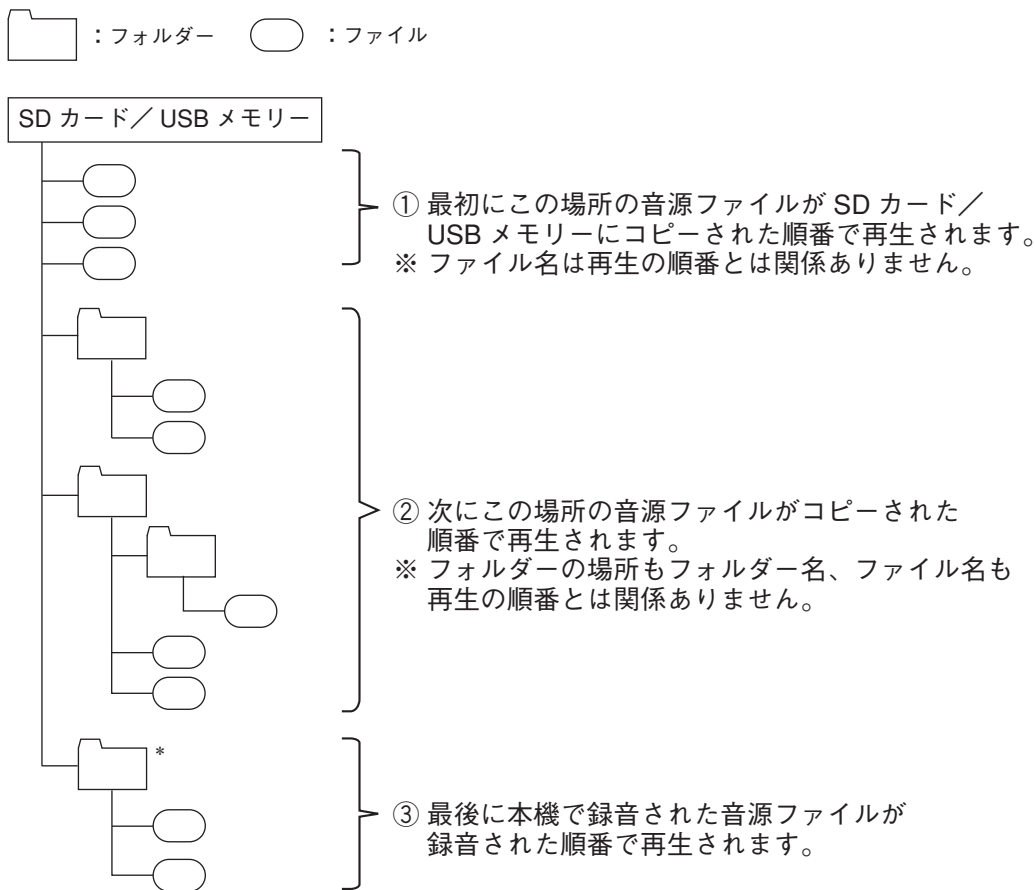 ：フォルダー　：ファイル
SD カード／ USB メモリー
① 最初にこの場所の音源ファイルが SD カード／
USB メモリーにコピーされた順番で再生されます。
※ ファイル名は再生の順番とは関係ありません。
② 次にこの場所の音源ファイルがコピーされた
順番で再生されます。
※ フォルダーの場所もフォルダー名、ファイル名も
再生の順番とは関係ありません。
*
③ 最後に本機で録音された音源ファイルが
録音された順番で再生されます。